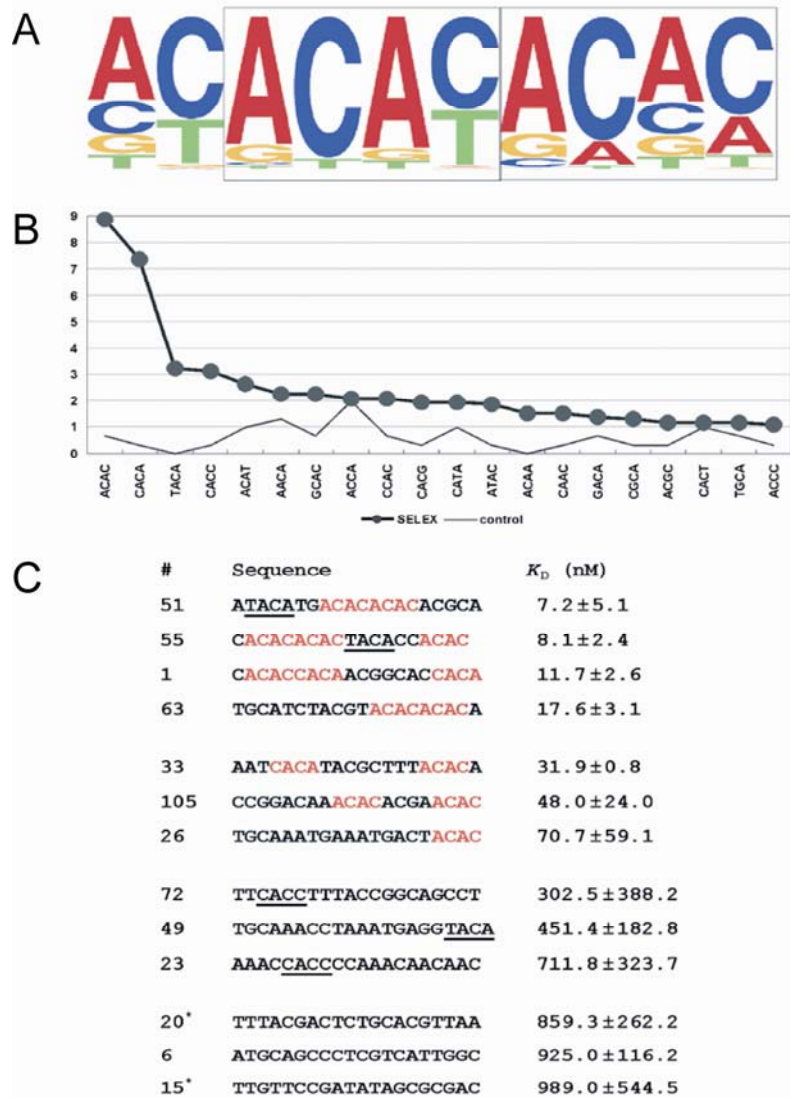 A
A C A C A C A C A C
C T G T G T G A C A
G T C T G T
T T
B
9
8
7
6
5
4
3
2
1
0
ACAC CACA TACA CACC ACAT AACA GCAC ACCA CCAC CACG CATA ATAC ACAA CAAC GACA CGCA ACGC CACT TGCA ACCC
SELEX control
C
# Sequence KD (nM)
51 ATACATGACACACACACGCA 7.2±5.1
55 CACACACACTACACCACAC 8.1±2.4
1 CACACCACAACGGCACCACA 11.7±2.6
63 TGCATCTACGTACACACACA 17.6±3.1
33 AATCACATACGCTTTACACA 31.9±0.8
105 CCGGACAAACACACGAACAC 48.0±24.0
26 TGCAAATGAAATGACTACAC 70.7±59.1
72 TTCACCTTTACCGGCAGCCT 302.5±388.2
49 TGCAAACCTAAATGAGGTACA 451.4±182.8
23 AAACCACCCCAAACAACAAC 711.8±323.7
20* TTTACGACTCTGCACGTTAA 859.3±262.2
6 ATGCAGCCCTCGTCATTGGC 925.0±116.2
15* TTGTTCCGATATAGCGCGAC 989.0±544.5